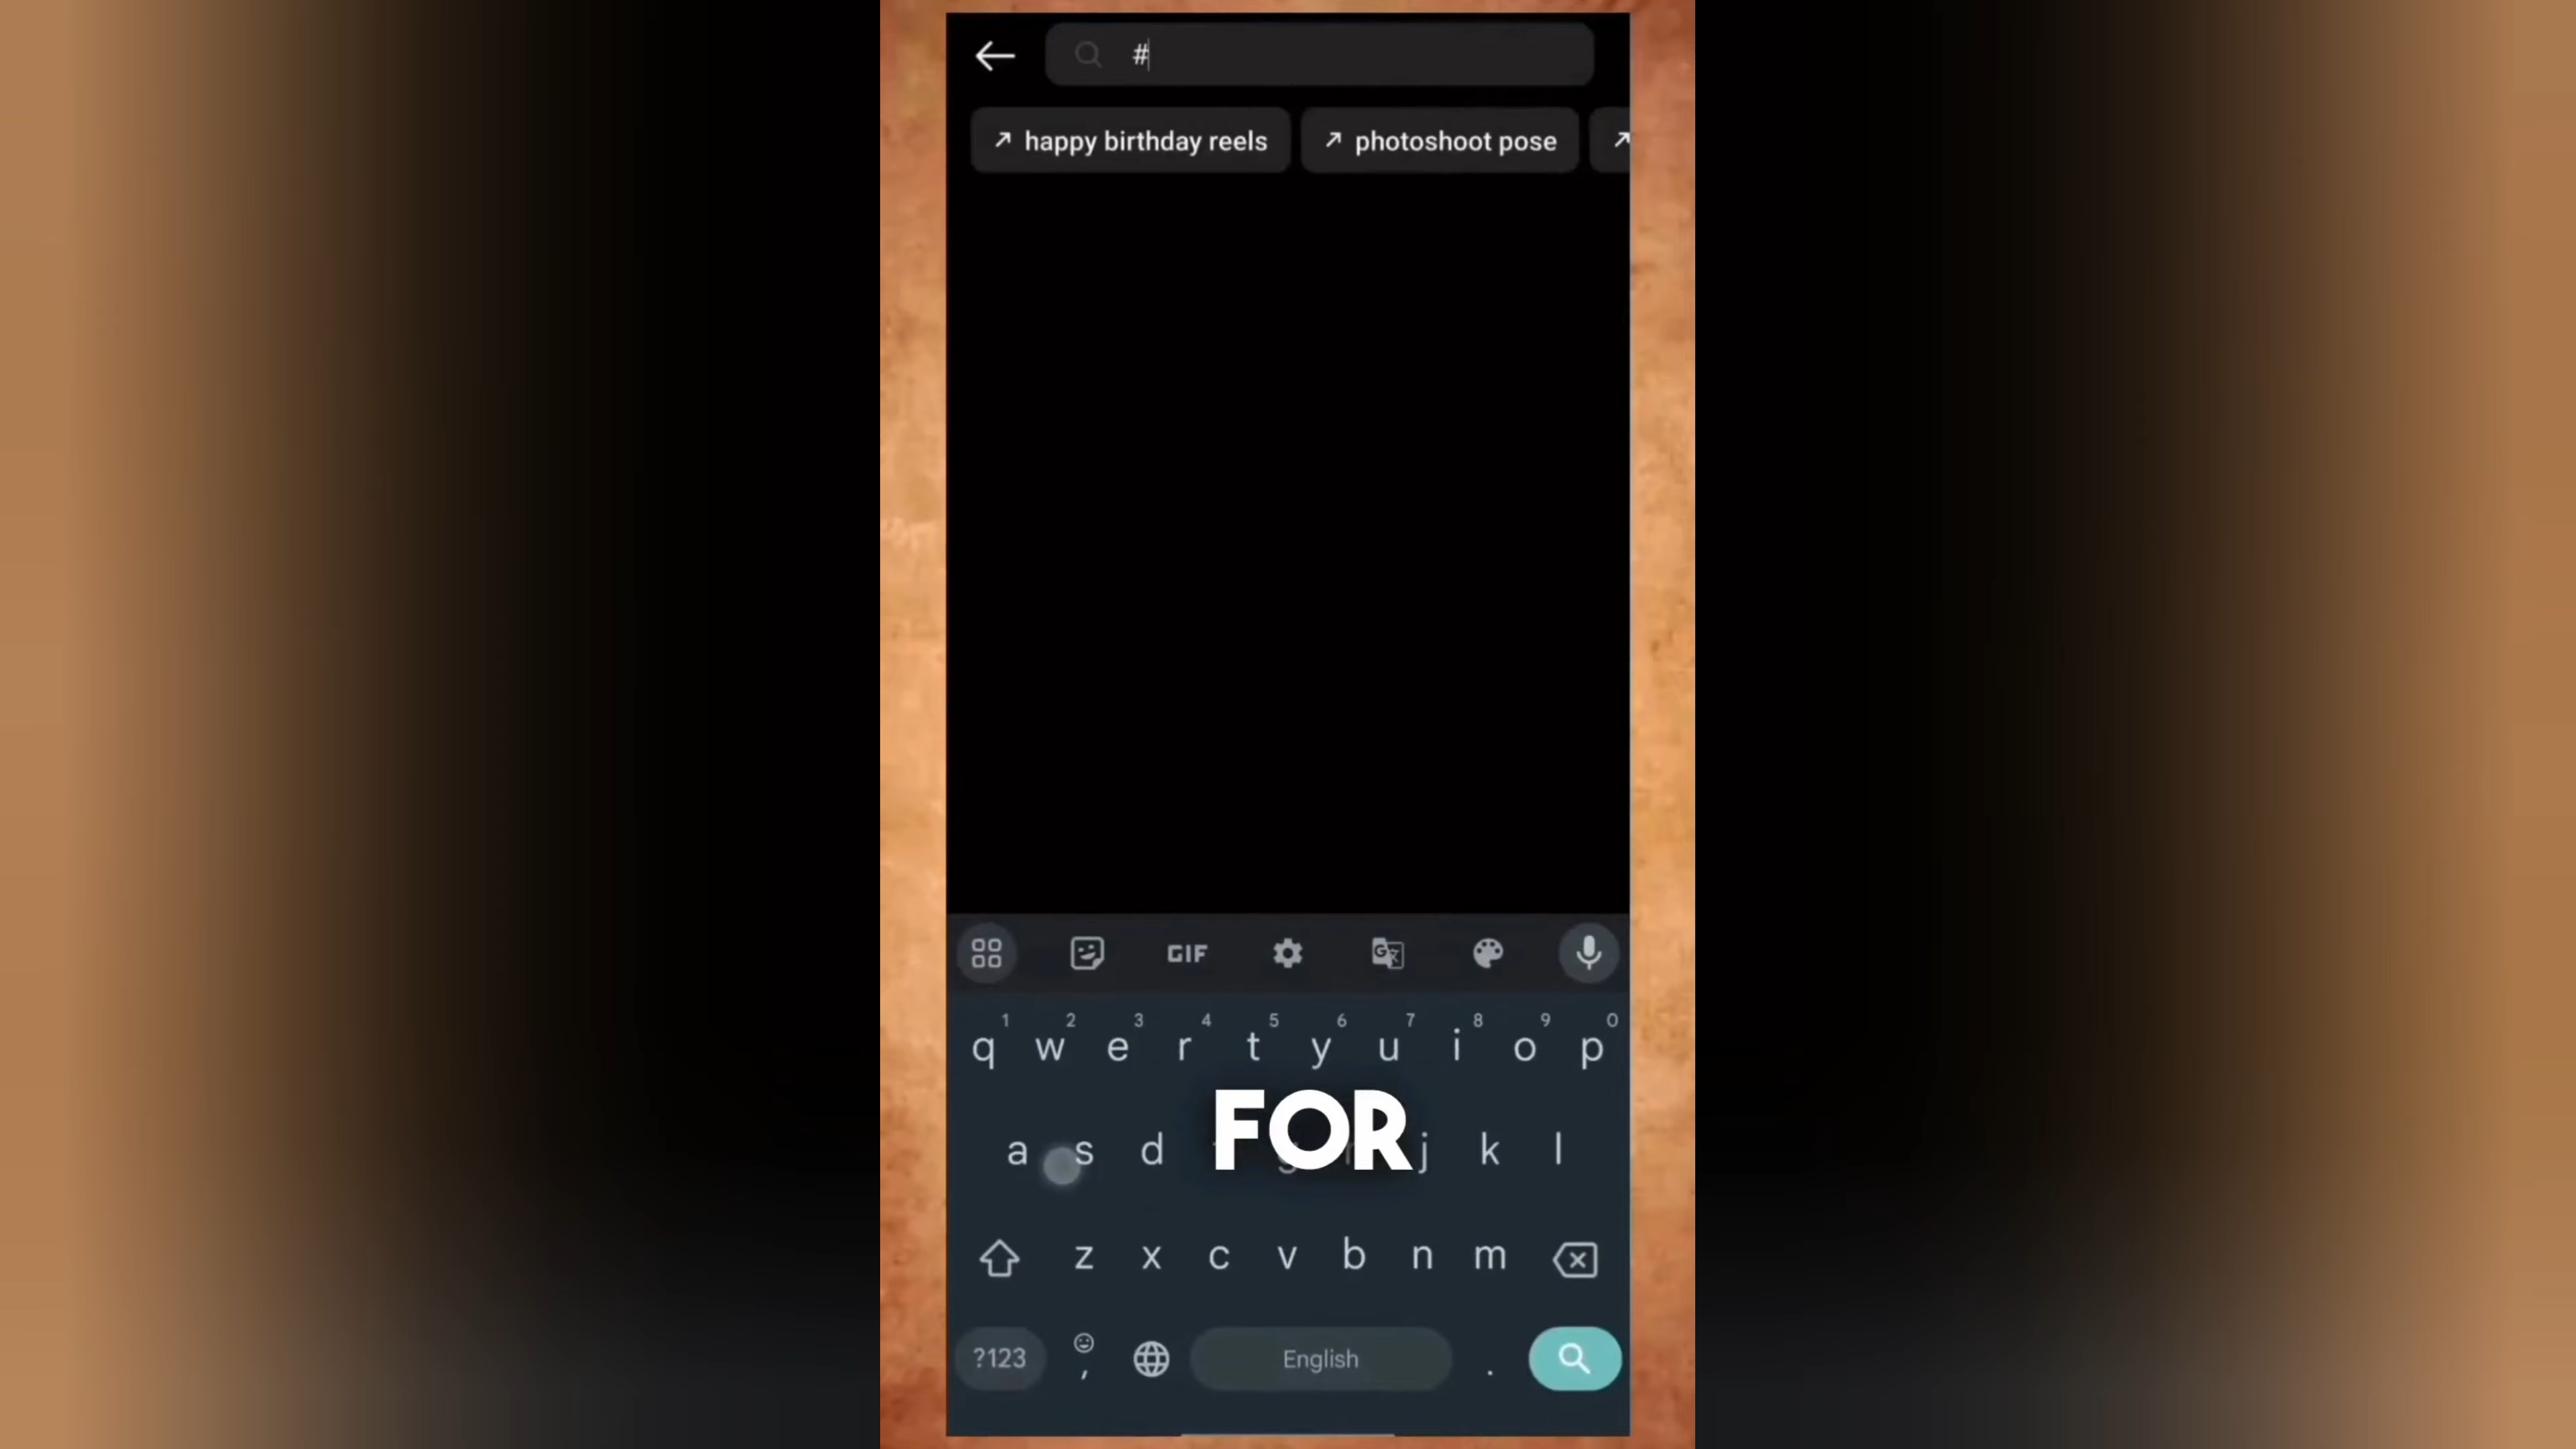 #
happy birthday reels photoshoot pose
GIF
1 2 3 4 5 6 7 8 9 0
q w e r t y u i o p
FOR
a s d g j k l
z x c v b n m
?123 , English .